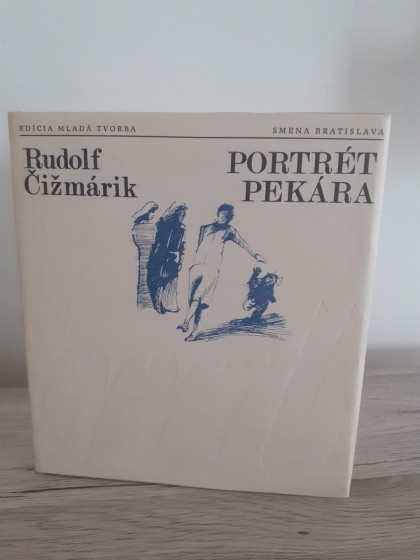 EDÍCIA MLADÁ TVORBA
SMENA BRATISLAVA
Rudolf
Čižmárik
PORTRÉT
PEKÁRA